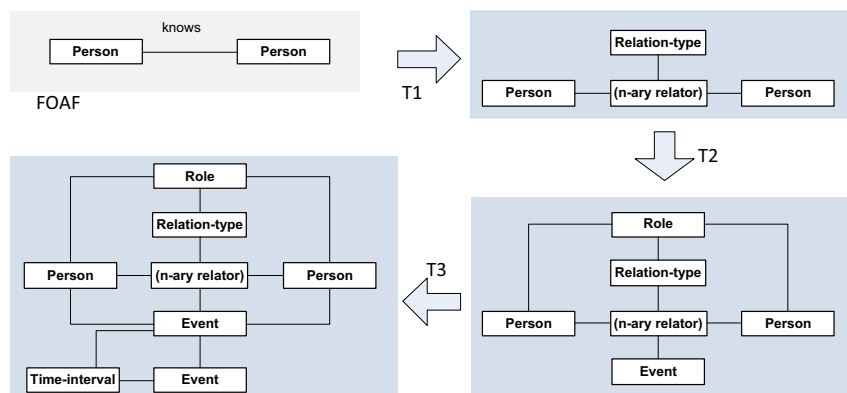 knows
Person
Person
FOAF
T1
Relation-type
Person
(n-ary relator)
Person
T2
Role
Relation-type
Person
(n-ary relator)
Person
Event
T3
Role
Relation-type
Person
(n-ary relator)
Person
Event
Time-interval
Event